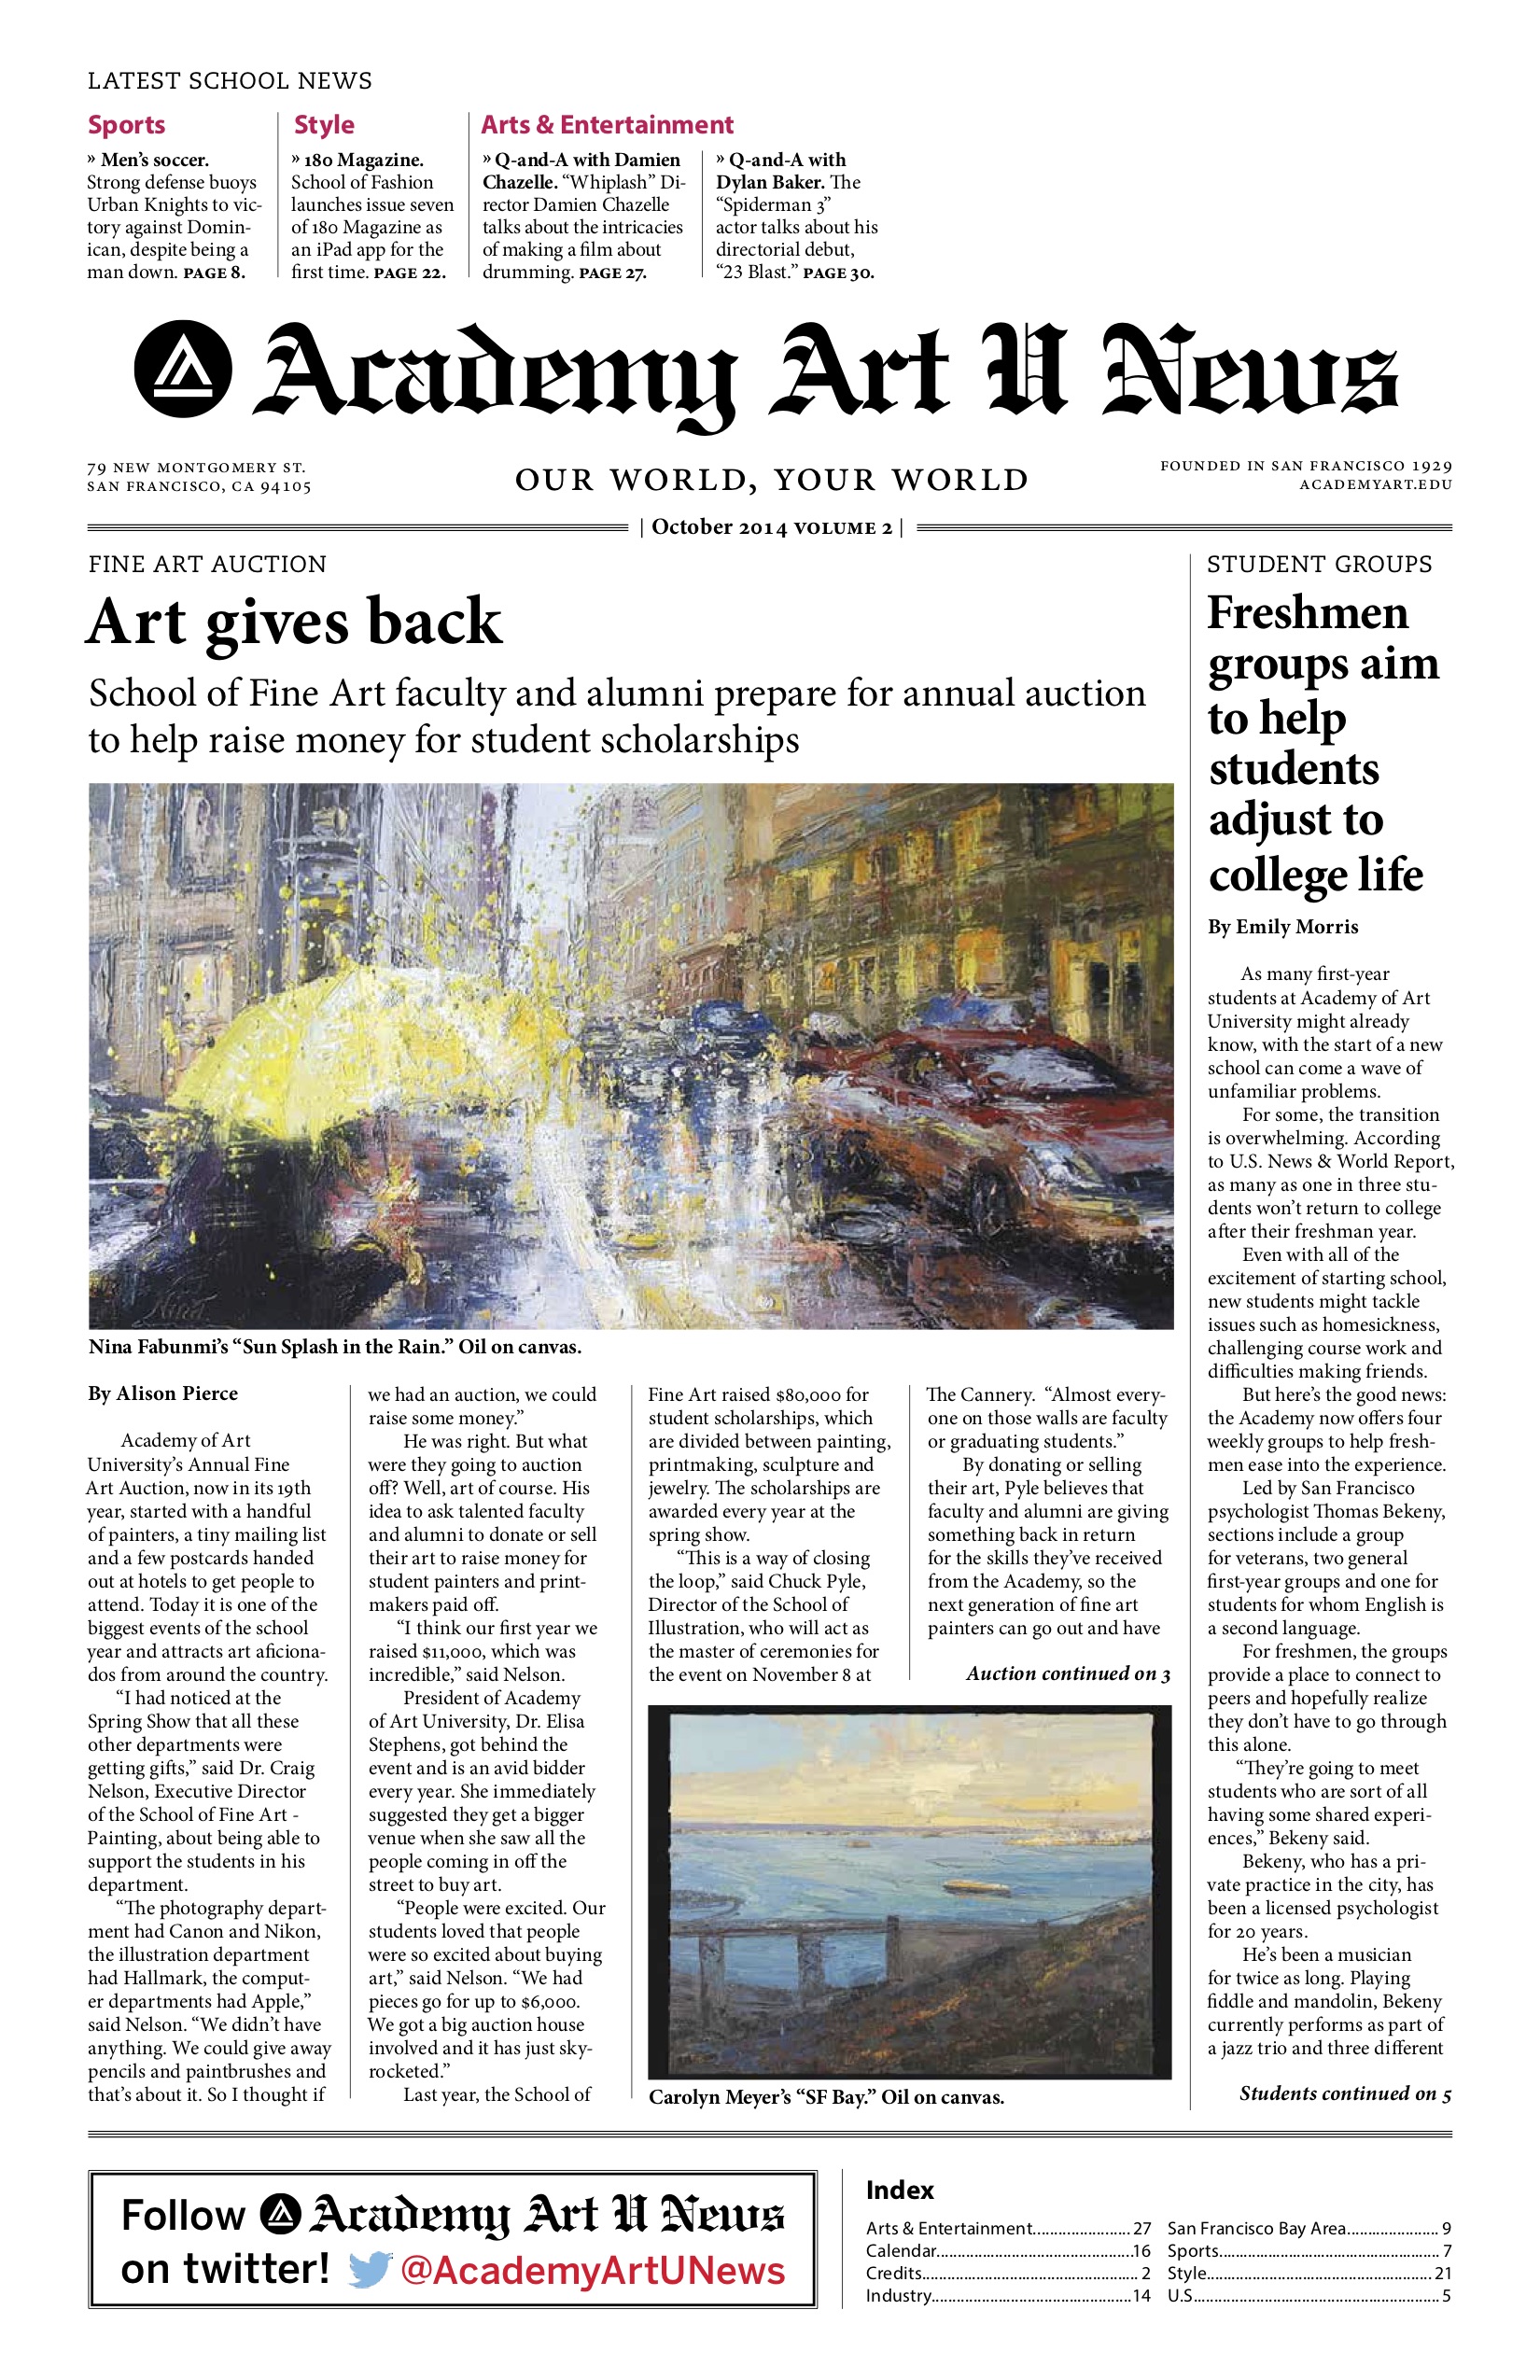 LATEST SCHOOL NEWS
Sports
» Men's soccer.
Strong defense buoys
Urban Knights to vic-
tory against Domin-
ican, despite being a
man down. PAGE 8.
Style
» 180 Magazine.
School of Fashion
launches issue seven
of 180 Magazine as
an iPad app for the
first time. PAGE 22.
Arts & Entertainment
» Q-and-A with Damien
Chazelle. “Whiplash” Di-
rector Damien Chazelle
talks about the intricacies
of making a film about
drumming. PAGE 27.
» Q-and-A with
Dylan Baker. The
“Spiderman 3”
actor talks about his
directorial debut,
“23 Blast.” PAGE 30.
Academy Art U News
79 NEW MONTGOMERY ST.
SAN FRANCISCO, CA 94105
OUR WORLD, YOUR WORLD
FOUNDED IN SAN FRANCISCO 1929
ACADEMYART.EDU
| October 2014 VOLUME 2 |
FINE ART AUCTION
Art gives back
School of Fine Art faculty and alumni prepare for annual auction
to help raise money for student scholarships
Nina Fabunmi's “Sun Splash in the Rain.” Oil on canvas.
By Alison Pierce
Academy of Art
University's Annual Fine
Art Auction, now in its 19th
year, started with a handful
of painters, a tiny mailing list
and a few postcards handed
out at hotels to get people to
attend. Today it is one of the
biggest events of the school
year and attracts art aficiona-
dos from around the country.
“I had noticed at the
Spring Show that all these
other departments were
getting gifts,” said Dr. Craig
Nelson, Executive Director
of the School of Fine Art -
Painting, about being able to
support the students in his
department.
“The photography depart-
ment had Canon and Nikon,
the illustration department
had Hallmark, the comput-
er departments had Apple,”
said Nelson. “We didn't have
anything. We could give away
pencils and paintbrushes and
that's about it. So I thought if
we had an auction, we could
raise some money.”
He was right. But what
were they going to auction
off? Well, art of course. His
idea to ask talented faculty
and alumni to donate or sell
their art to raise money for
student painters and print-
makers paid off.
“I think our first year we
raised $11,000, which was
incredible,” said Nelson.
President of Academy
of Art University, Dr. Elisa
Stephens, got behind the
event and is an avid bidder
every year. She immediately
suggested they get a bigger
venue when she saw all the
people coming in off the
street to buy art.
“People were excited. Our
students loved that people
were so excited about buying
art,” said Nelson. “We had
pieces go for up to $6,000.
We got a big auction house
involved and it has just sky-
rocketed.”
Last year, the School of
Fine Art raised $80,000 for
student scholarships, which
are divided between painting,
printmaking, sculpture and
jewelry. The scholarships are
awarded every year at the
spring show.
“This is a way of closing
the loop,” said Chuck Pyle,
Director of the School of
Illustration, who will act as
the master of ceremonies for
the event on November 8 at
The Cannery. “Almost every-
one on those walls are faculty
or graduating students.”
By donating or selling
their art, Pyle believes that
faculty and alumni are giving
something back in return
for the skills they've received
from the Academy, so the
next generation of fine art
painters can go out and have
Auction continued on 3
Carolyn Meyer's “SF Bay.” Oil on canvas.
STUDENT GROUPS
Freshmen
groups aim
to help
students
adjust to
college life
By Emily Morris
As many first-year
students at Academy of Art
University might already
know, with the start of a new
school can come a wave of
unfamiliar problems.
For some, the transition
is overwhelming. According
to U.S. News & World Report,
as many as one in three stu-
dents won't return to college
after their freshman year.
Even with all of the
excitement of starting school,
new students might tackle
issues such as homesickness,
challenging course work and
difficulties making friends.
But here's the good news:
the Academy now offers four
weekly groups to help fresh-
men ease into the experience.
Led by San Francisco
psychologist Thomas Bekeny,
sections include a group
for veterans, two general
first-year groups and one for
students for whom English is
a second language.
For freshmen, the groups
provide a place to connect to
peers and hopefully realize
they don't have to go through
this alone.
“They're going to meet
students who are sort of all
having some shared experi-
ences,” Bekeny said.
Bekeny, who has a pri-
vate practice in the city, has
been a licensed psychologist
for 20 years.
He's been a musician
for twice as long. Playing
fiddle and mandolin, Bekeny
currently performs as part of
a jazz trio and three different
Students continued on 5
Follow Academy Art U News
on twitter! @AcademyArtUNews
Index
Arts & Entertainment.......................27
Calendar...............................................16
Credits....................................................2
Industry................................................14
San Francisco Bay Area......................9
Sports.....................................................7
Style......................................................21
U.S...........................................................5